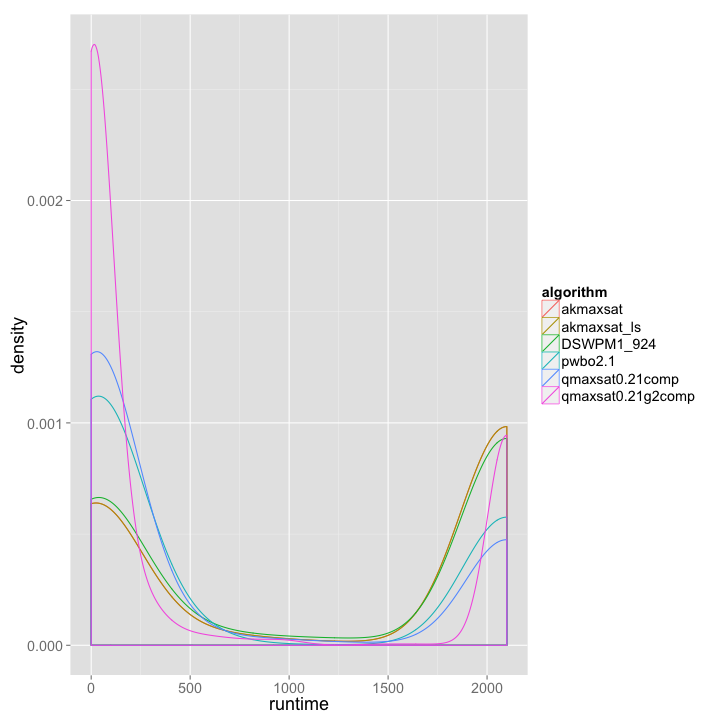 density
0.002
0.001
0.000
0
500
1000
1500
2000
runtime
algorithm
akmaxsat
akmaxsat_ls
DSWPM1_924
pwbo2.1
qmaxsat0.21comp
qmaxsat0.21g2comp